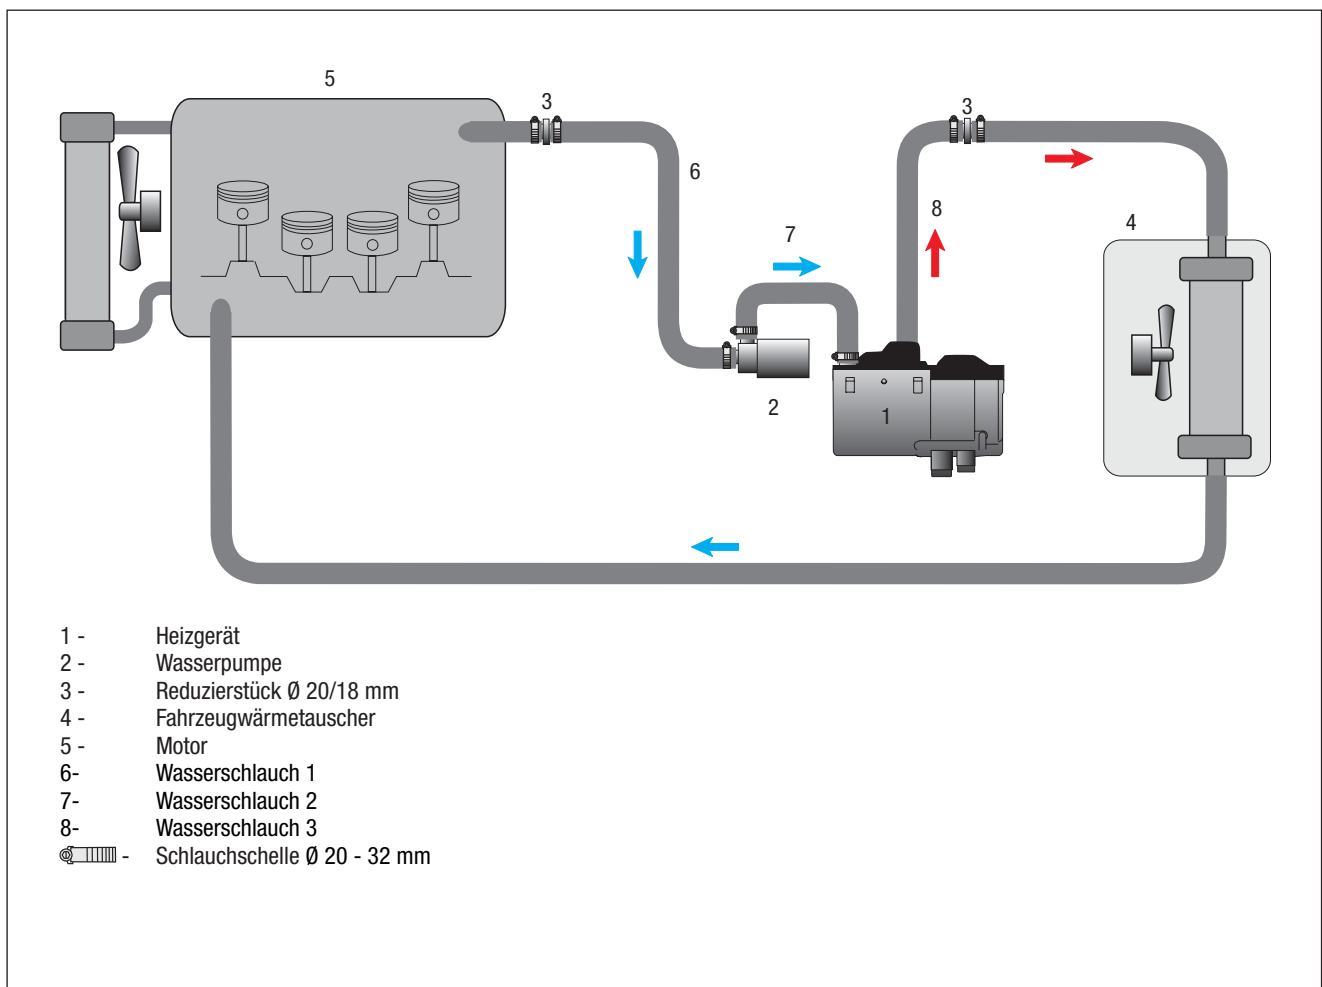 5
3
3
6
8
7
4
2
1
1 - Heizgerät
2 - Wasserpumpe
3 - Reduzierstück Ø 20/18 mm
4 - Fahrzeugwärmetauscher
5 - Motor
6- Wasserschlauch 1
7- Wasserschlauch 2
8- Wasserschlauch 3
- Schlauchschelle Ø 20 - 32 mm